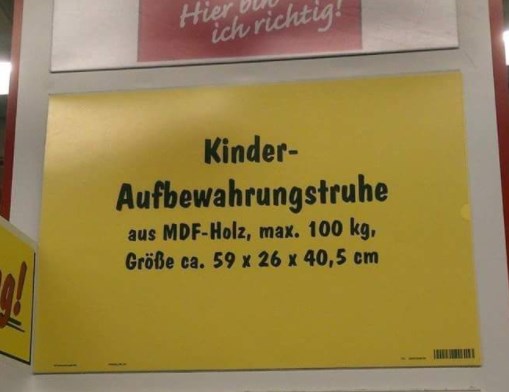 Hier bin
ich richtig!
Kinder-
Aufbewahrungstruhe
aus MDF-Holz, max. 100 kg,
Größe ca. 59 x 26 x 40,5 cm
g!